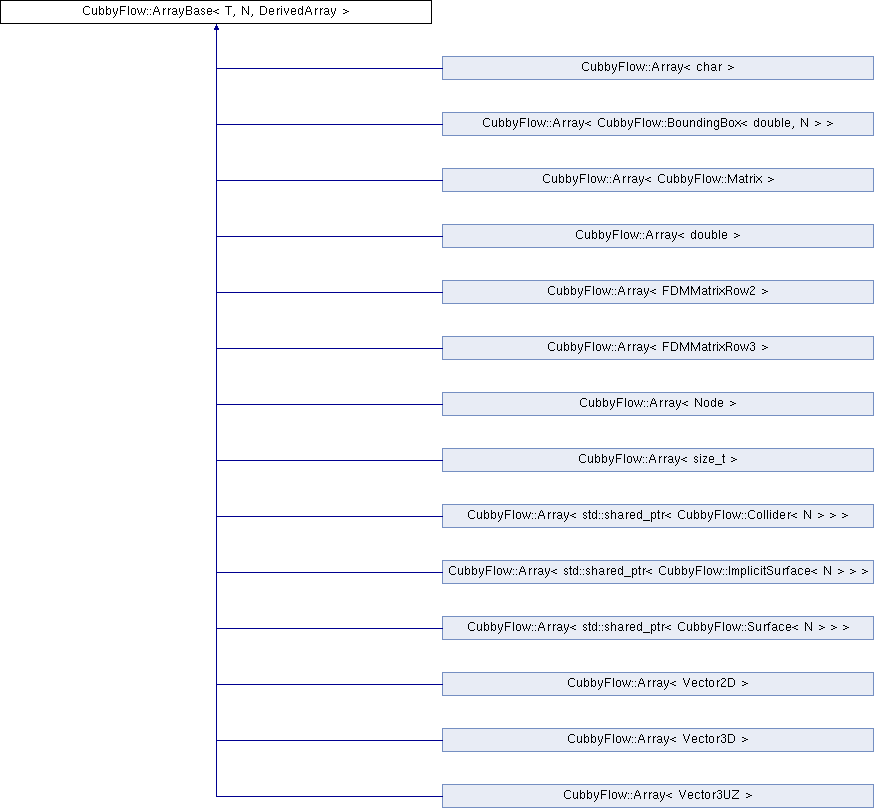 CubbyFlow::ArrayBase< T, N, DerivedArray >
CubbyFlow::Array< char >
CubbyFlow::Array< CubbyFlow::BoundingBox< double, N > >
CubbyFlow::Array< CubbyFlow::Matrix >
CubbyFlow::Array< double >
CubbyFlow::Array< FDMMatrixRow2 >
CubbyFlow::Array< FDMMatrixRow3 >
CubbyFlow::Array< Node >
CubbyFlow::Array< size_t >
CubbyFlow::Array< std::shared_ptr< CubbyFlow::Collider< N > > >
CubbyFlow::Array< std::shared_ptr< CubbyFlow::ImplicitSurface< N > > >
CubbyFlow::Array< std::shared_ptr< CubbyFlow::Surface< N > > >
CubbyFlow::Array< Vector2D >
CubbyFlow::Array< Vector3D >
CubbyFlow::Array< Vector3UZ >